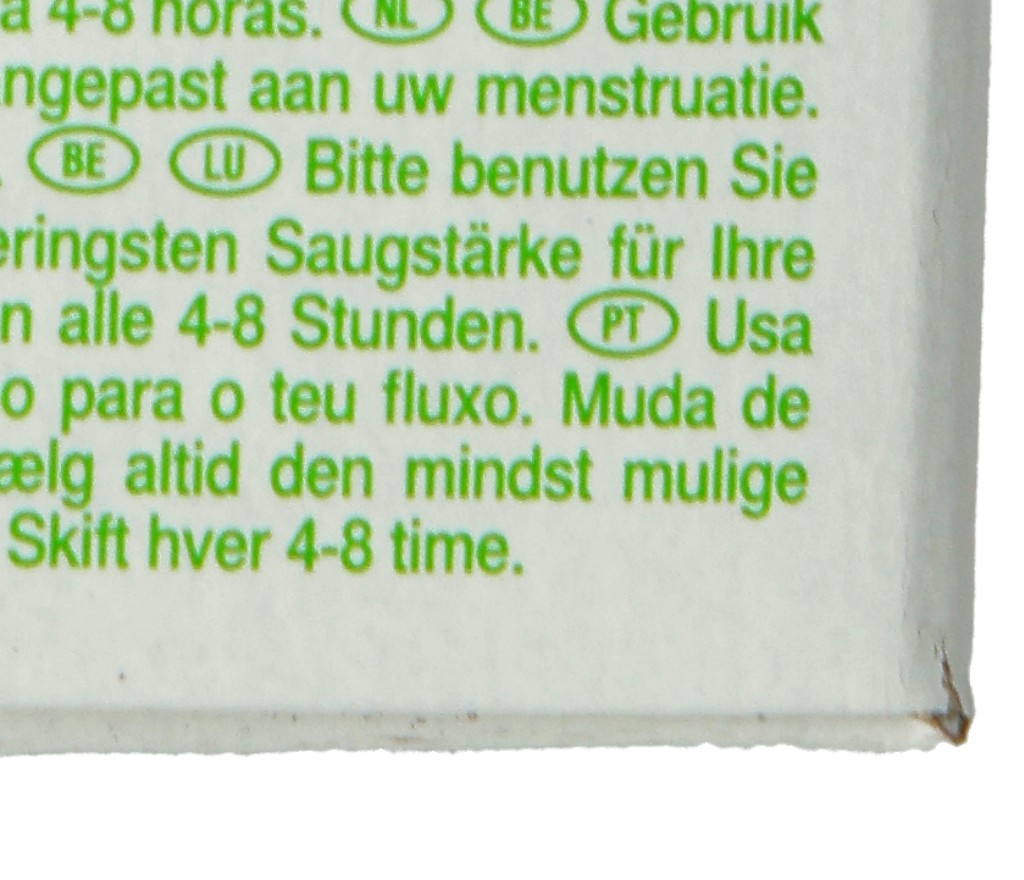 a 4-8 horas. NL BE Gebruik
ngepast aan uw menstruatie.
. BE LU Bitte benutzen Sie
eringsten Saugstärke für Ihre
n alle 4-8 Stunden. PT Usa
o para o teu fluxo. Muda de
ælg altid den mindst mulige
Skift hver 4-8 time.